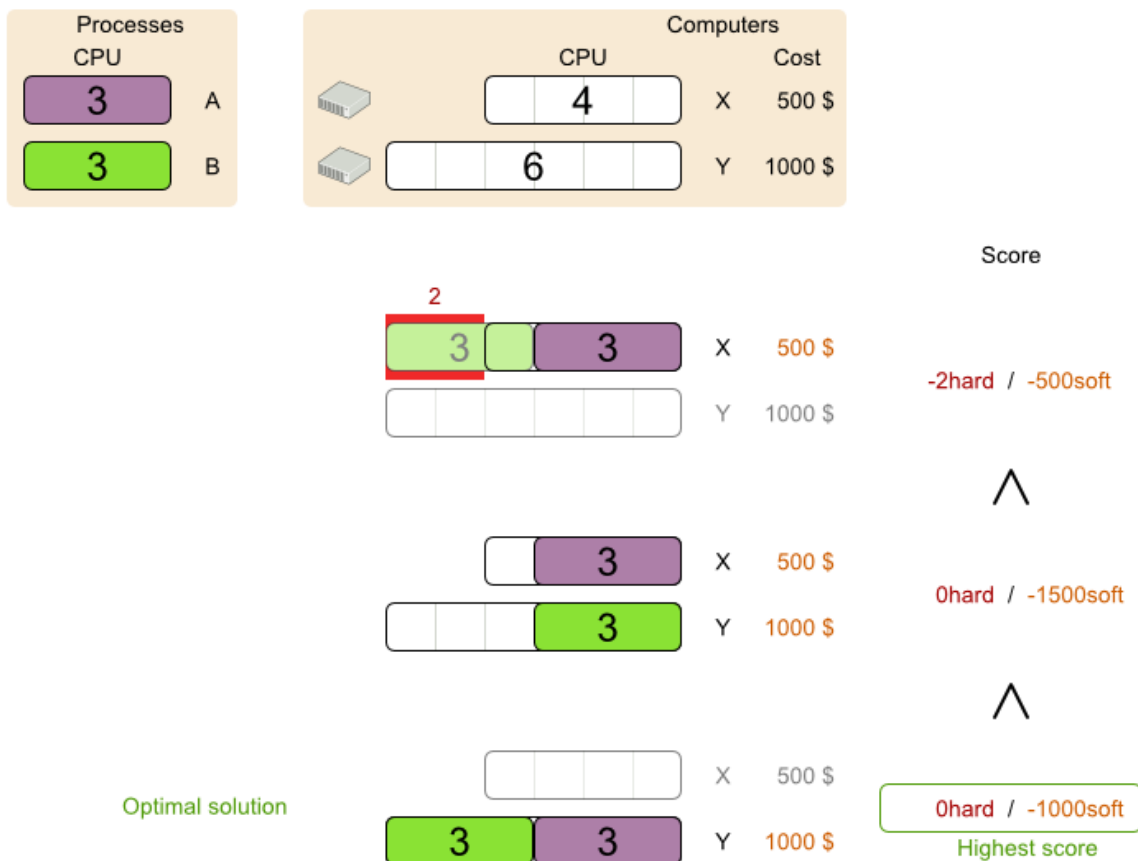 Processes
CPU
3 A
3 B
Computers
CPU Cost
4 X 500 $
6 Y 1000 $
Score
2
3 3 X 500 $
Y 1000 $
-2hard / -500soft
3 X 500 $
3 Y 1000 $
0hard / -1500soft
X 500 $
Optimal solution
0hard / -1000soft
3 3 Y 1000 $
Highest score